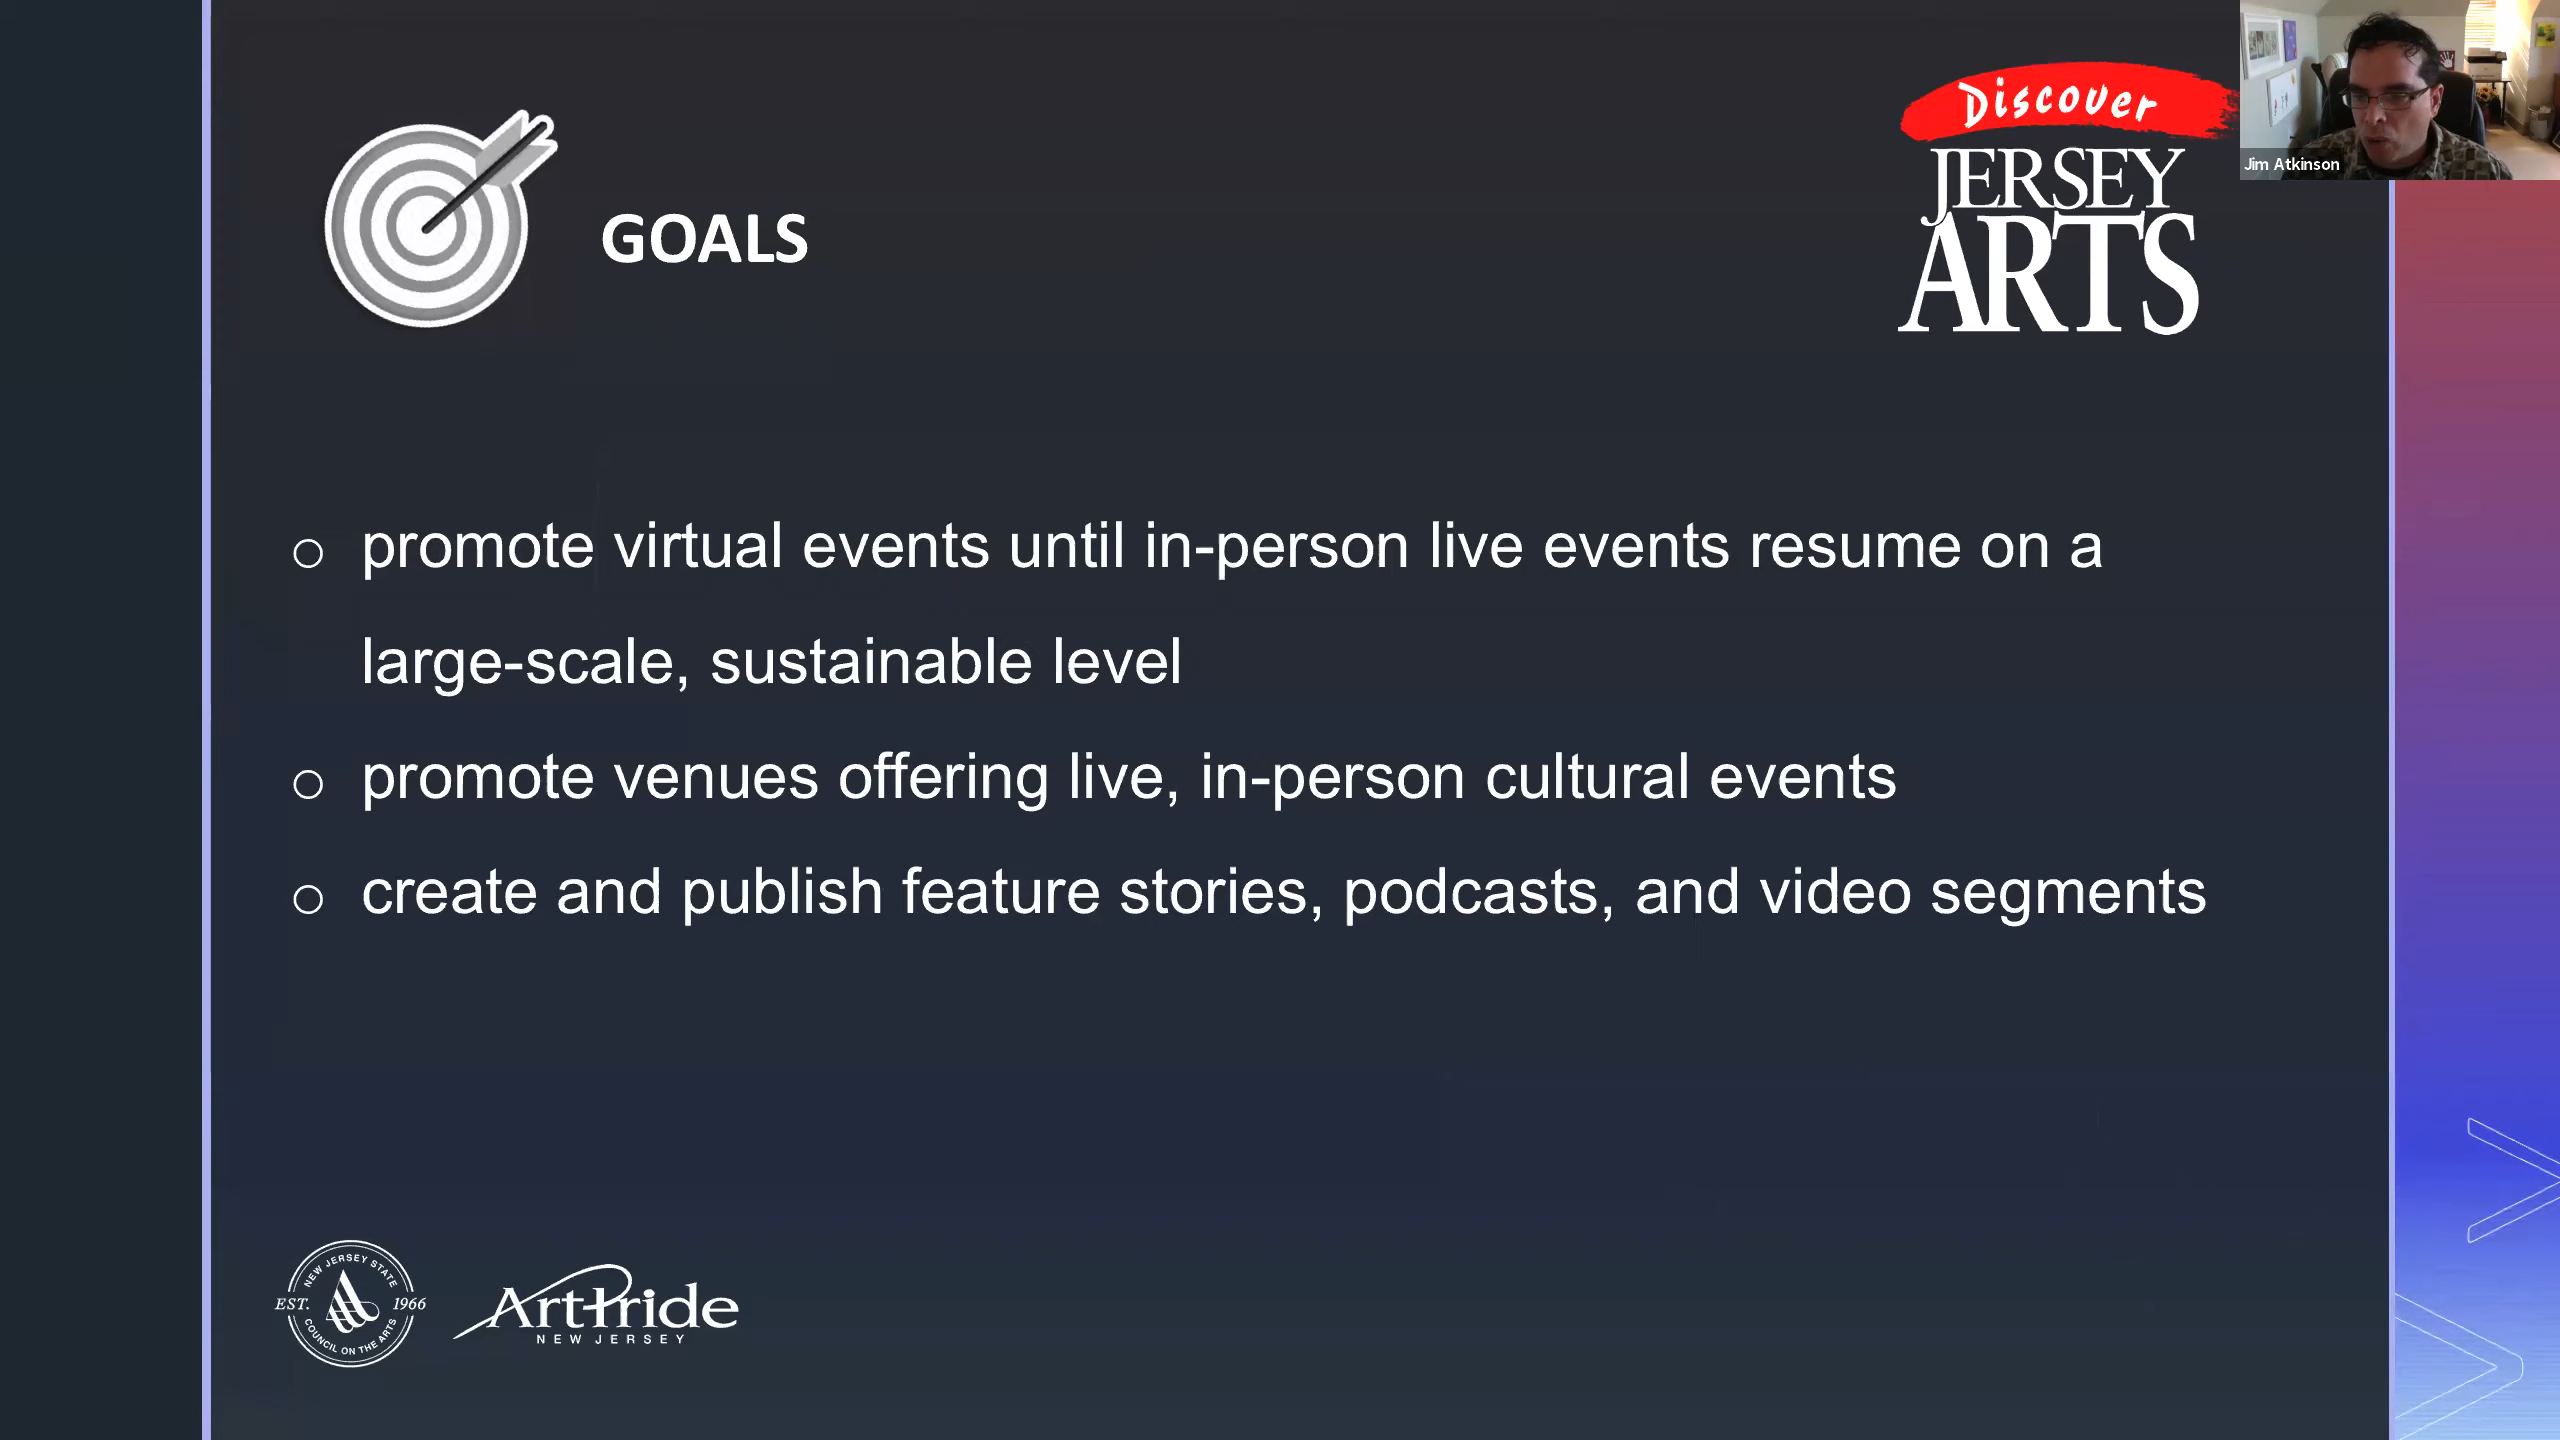 Discover
JERSEY
ARTS
Jim Atkinson
GOALS
o promote virtual events until in-person live events resume on a
large-scale, sustainable level
o promote venues offering live, in-person cultural events
o create and publish feature stories, podcasts, and video segments
NEW JERSEY STATE
EST. 1966
COUNCIL ON THE ARTS
ArtPride
NEW JERSEY